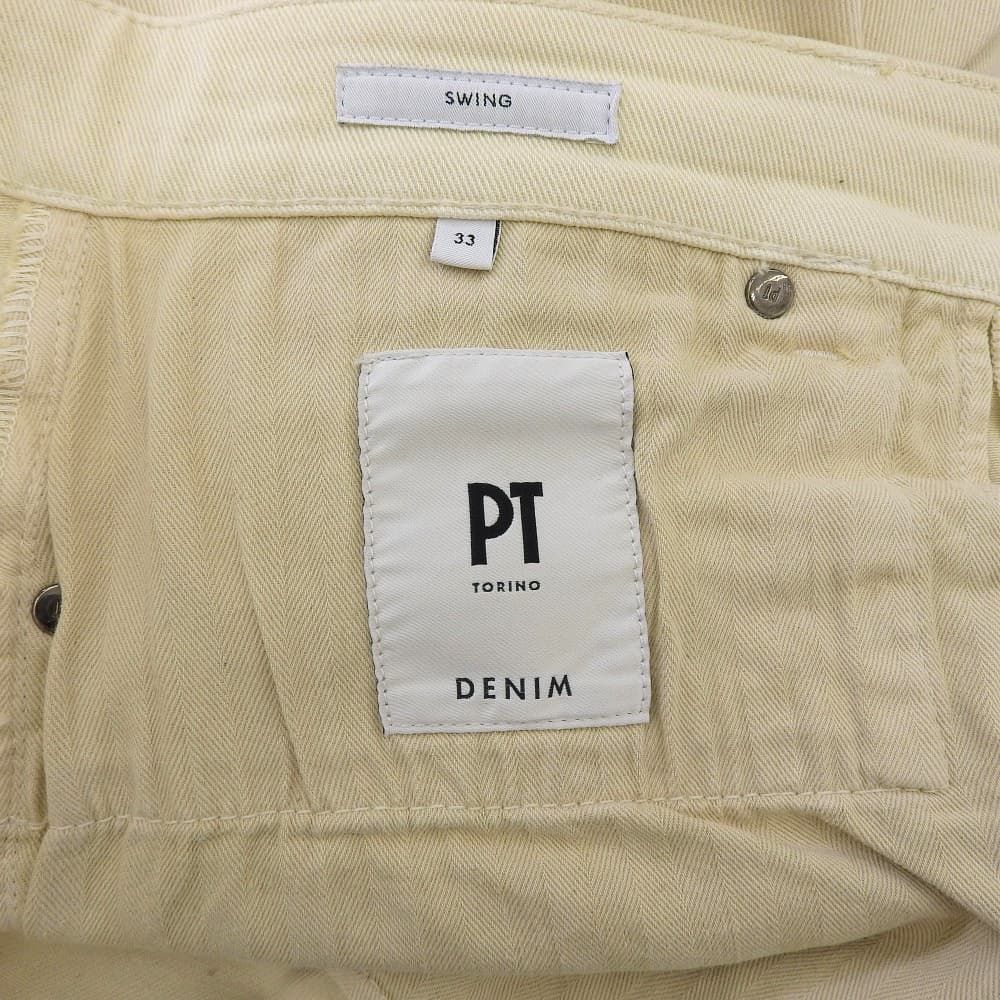 SWING
33
PT
TORINO
DENIM